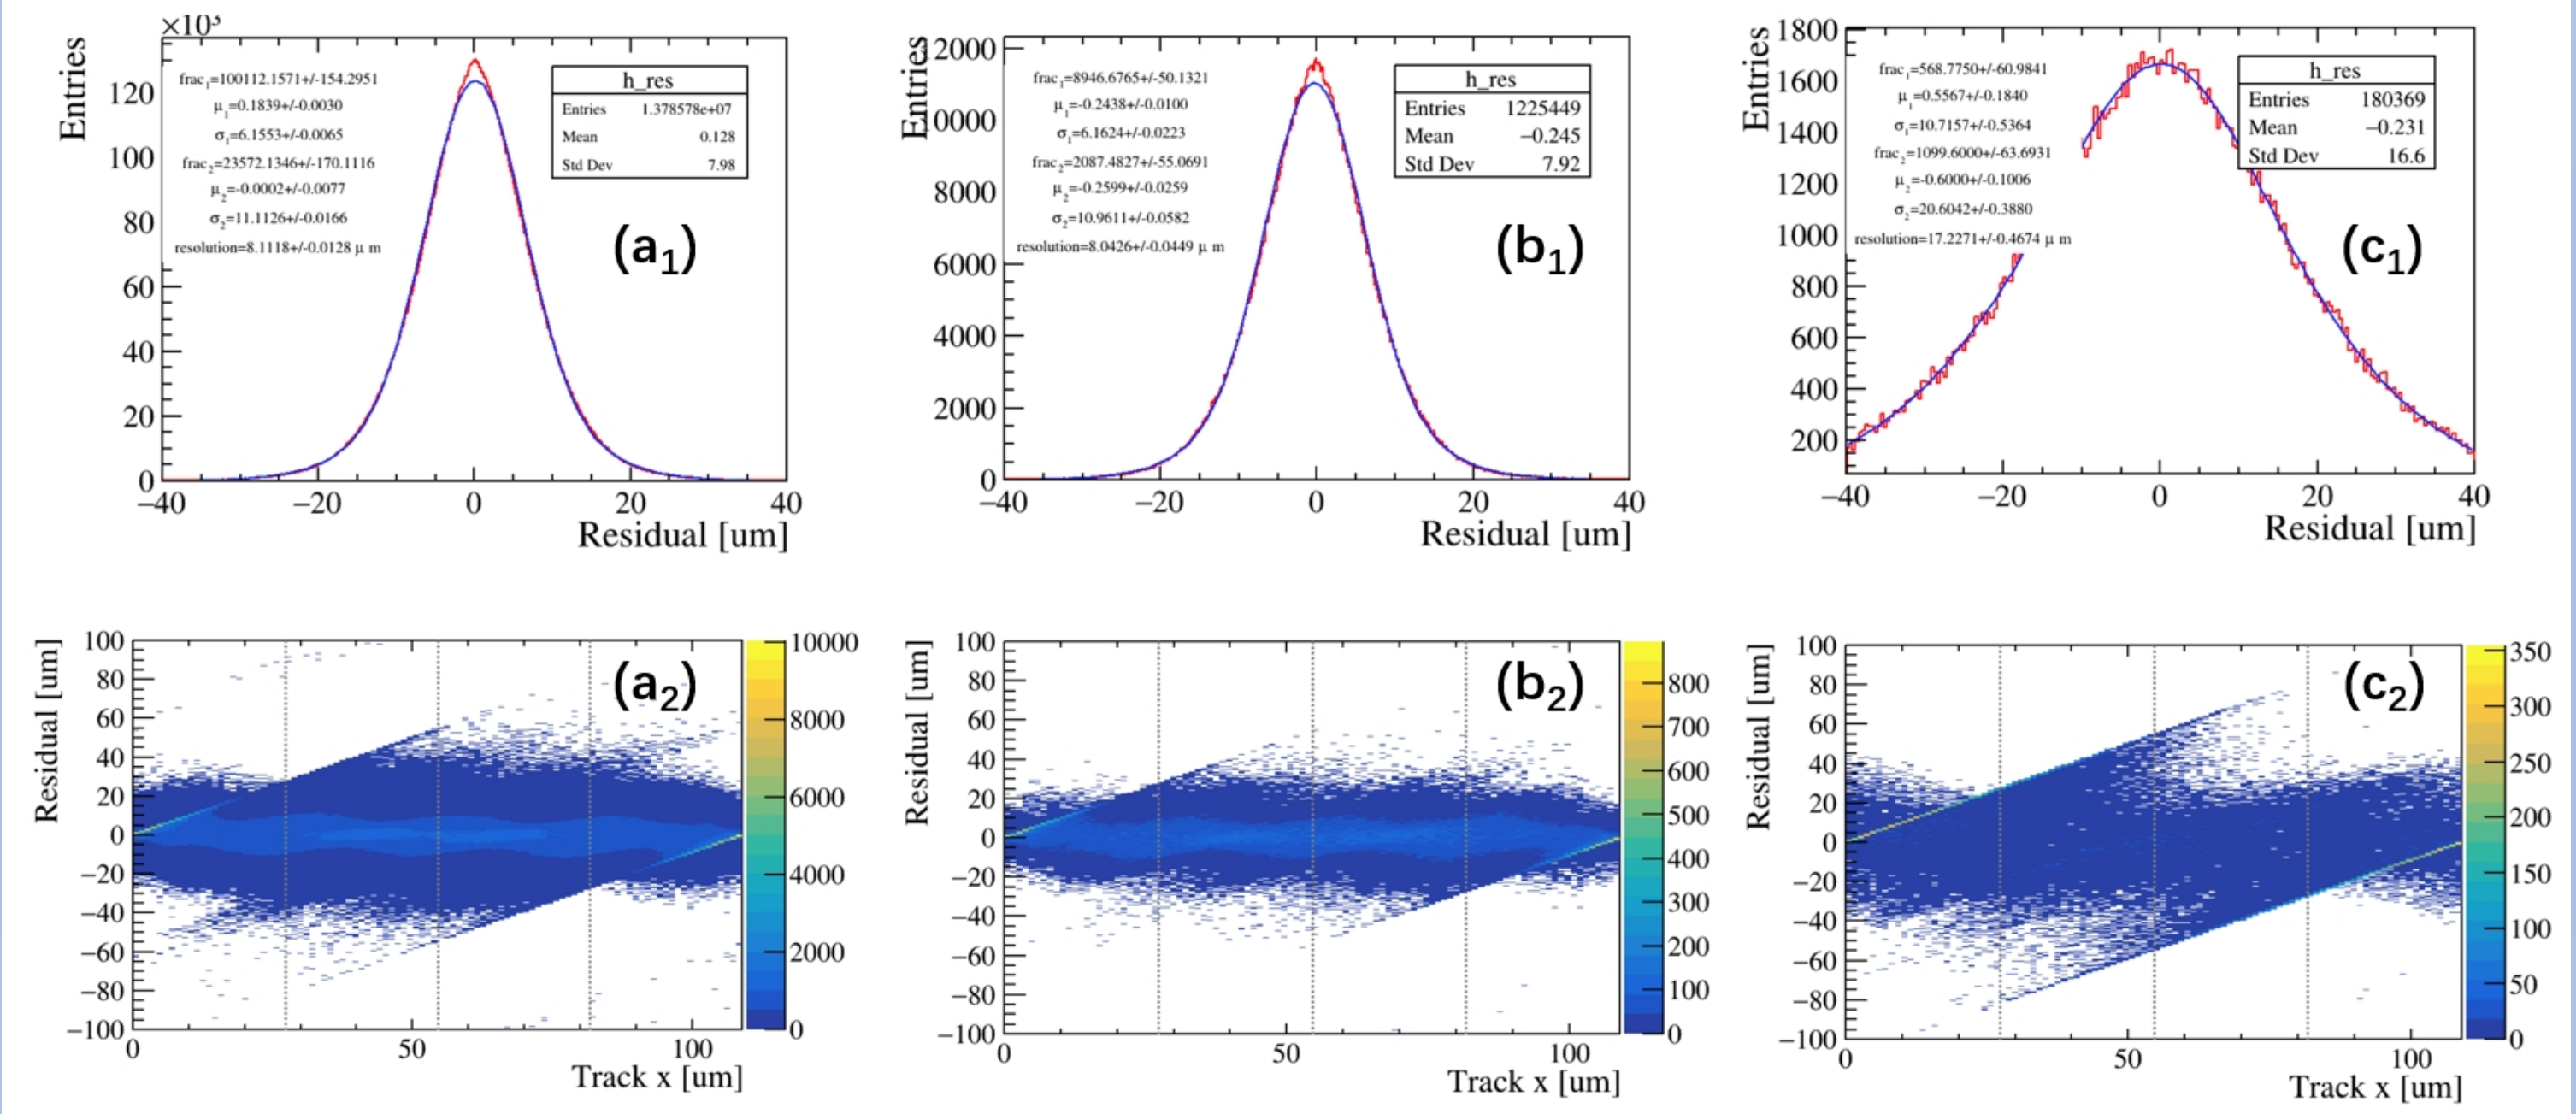 ×10³
Entries
120
100
80
60
40
20
0
frac₁=100112.1571+/-154.2951
μ₁=0.1839+/-0.0030
σ₁=6.1553+/-0.0065
frac₂=23572.1346+/-170.1116
μ₂=-0.0002+/-0.0077
σ₂=11.1126+/-0.0166
resolution=8.1118+/-0.0128 μ m
h_res
Entries 1.378578e+07
Mean 0.128
Std Dev 7.98
(a₁)
−40 −20 0 20 40
Residual [um]
Entries
12000
10000
8000
6000
4000
2000
0
frac₁=8946.6765+/-50.1321
μ₁=-0.2438+/-0.0100
σ₁=6.1624+/-0.0223
frac₂=2087.4827+/-55.0691
μ₂=-0.2599+/-0.0259
σ₂=10.9611+/-0.0582
resolution=8.0426+/-0.0449 μ m
h_res
Entries 1225449
Mean −0.245
Std Dev 7.92
(b₁)
−40 −20 0 20 40
Residual [um]
Entries
1800
1600
1400
1200
1000
800
600
400
200
frac₁=568.7750+/-60.9841
μ₁=0.5567+/-0.1840
σ₁=10.7157+/-0.5364
frac₂=1099.6000+/-63.6931
μ₂=-0.6000+/-0.1006
σ₂=20.6042+/-0.3880
resolution=17.2271+/-0.4674 μ m
h_res
Entries 180369
Mean −0.231
Std Dev 16.6
(c₁)
−40 −20 0 20 40
Residual [um]
Residual [um]
100
80
60
40
20
0
−20
−40
−60
−80
−100
(a₂)
10000
8000
6000
4000
2000
0
0 50 100
Track x [um]
Residual [um]
100
80
60
40
20
0
−20
−40
−60
−80
−100
(b₂)
800
700
600
500
400
300
200
100
0
0 50 100
Track x [um]
Residual [um]
100
80
60
40
20
0
−20
−40
−60
−80
−100
(c₂)
350
300
250
200
150
100
50
0
0 50 100
Track x [um]